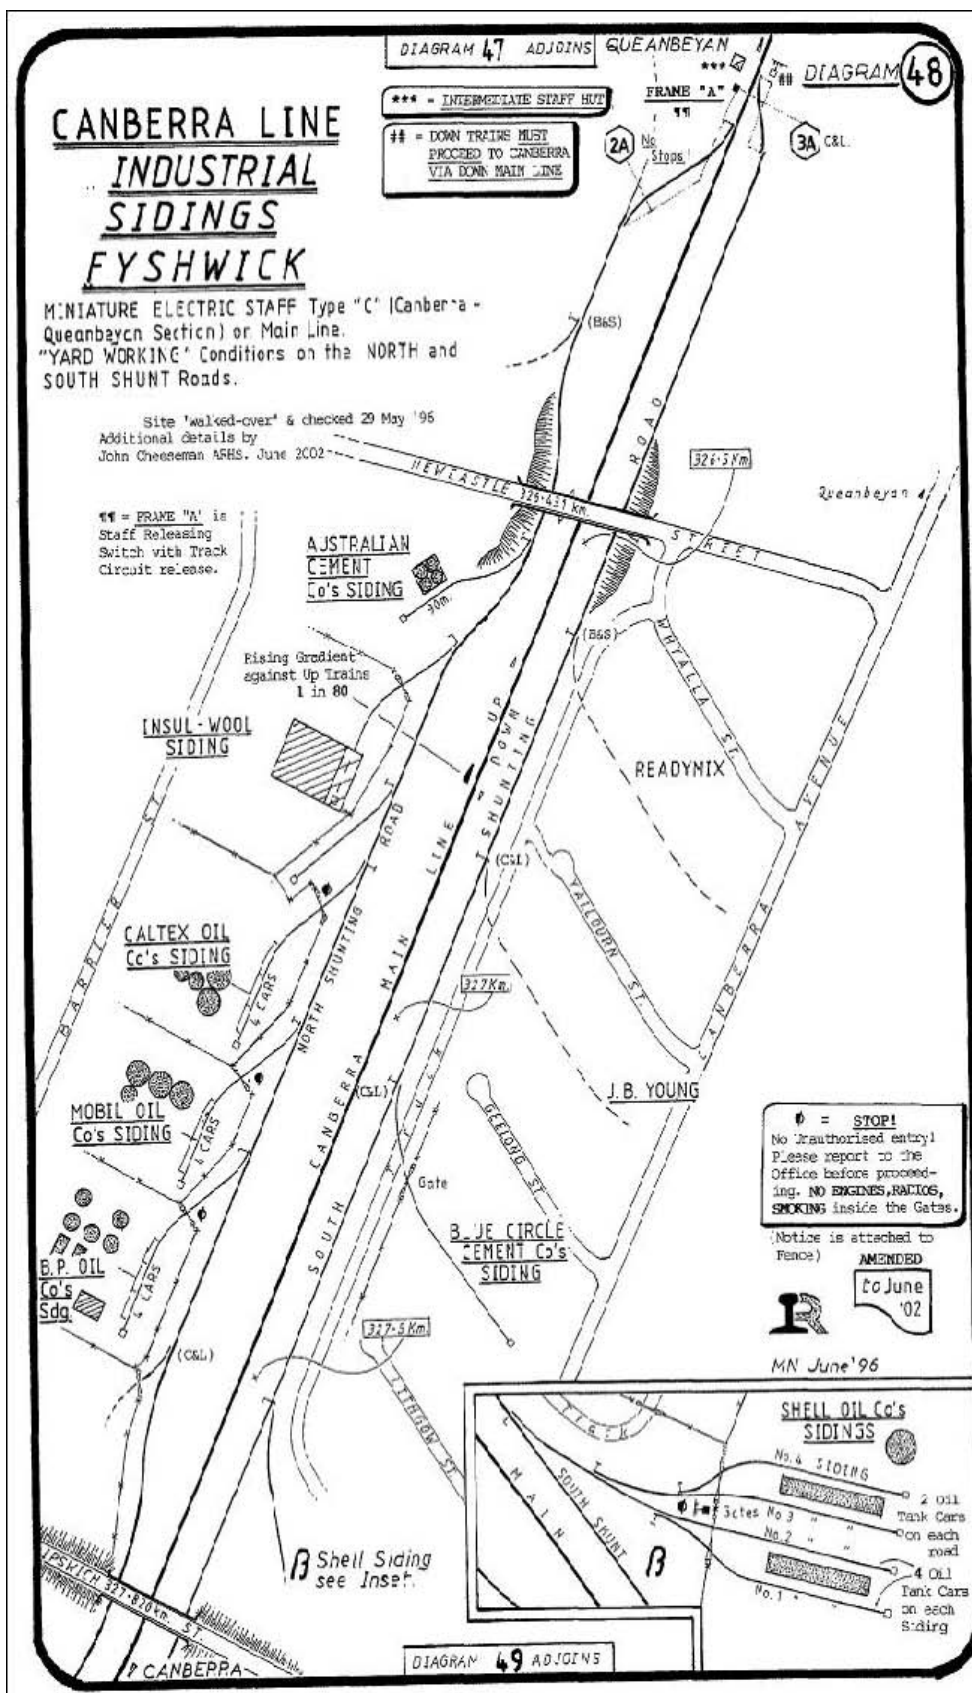 DIAGRAM 47 ADJOINS
QUEANBEYAN
***
## DIAGRAM 48
*** = INTERMEDIATE STAFF HUT
FRAME "A"
¶¶
## = DOWN TRAINS MUST
PROCEED TO CANBERRA
VIA DOWN MAIN LINE
2A
No
Stops!
3A C&L.
CANBERRA LINE
INDUSTRIAL
SIDINGS
FYSHWICK
MINIATURE ELECTRIC STAFF Type "C" (Canberra -
Queanbeyan Section) or Main Line.
"YARD WORKING" Conditions on the NORTH and
SOUTH SHUNT Roads.
(B&S)
Site 'walked-over' & checked 29 May '96
Additional details by
John Cheeseman ARHS. June 2002
ROAD
326·5 Km
NEWCASTLE 326·431 km. STREET
Queanbeyan
¶¶ = FRAME "A" is
Staff Releasing
Switch with Track
Circuit release.
AUSTRALIAN
CEMENT
Co's SIDING
30m.
(B&S)
WHYALLA ST.
Rising Gradient
against Up Trains
1 in 80
INSUL-WOOL
SIDING
UP
DOWN
SHUNTING
READYMIX
CANBERRA AVENUE
BARRIER ST.
NORTH SHUNTING ROAD
CANBERRA MAIN LINE
(C&L)
YALLOURN ST.
CALTEX OIL
Co's SIDING
4 CARS
327 Km.
(C&L)
J.B. YOUNG
GEELONG ST.
MOBIL OIL
Co's SIDING
4 CARS
SOUTH
Gate
BLUE CIRCLE
CEMENT Co's
SIDING
= STOP!
No Unauthorised entry!
Please report to the
Office before proceed-
ing. NO ENGINES, RADIOS,
SMOKING inside the Gates.
(Notice is attached to
Fence)
AMENDED
to June
'02
B.P. OIL
Co's
Sdg.
4 CARS
(C&L)
327·5 Km
LITHGOW ST.
MN June '96
β Shell Siding
see Inset.
SHELL OIL Co's
SIDINGS
MAIN
SOUTH SHUNT
β
No.4 SIDING
Gates No 3 " "
No.2 " "
No.1 " "
2 Oil
Tank Cars
on each
road
4 Oil
Tank Cars
on each
Siding
IPSWICH 327·820 km. ST.
CANBERRA
DIAGRAM 49 ADJOINS